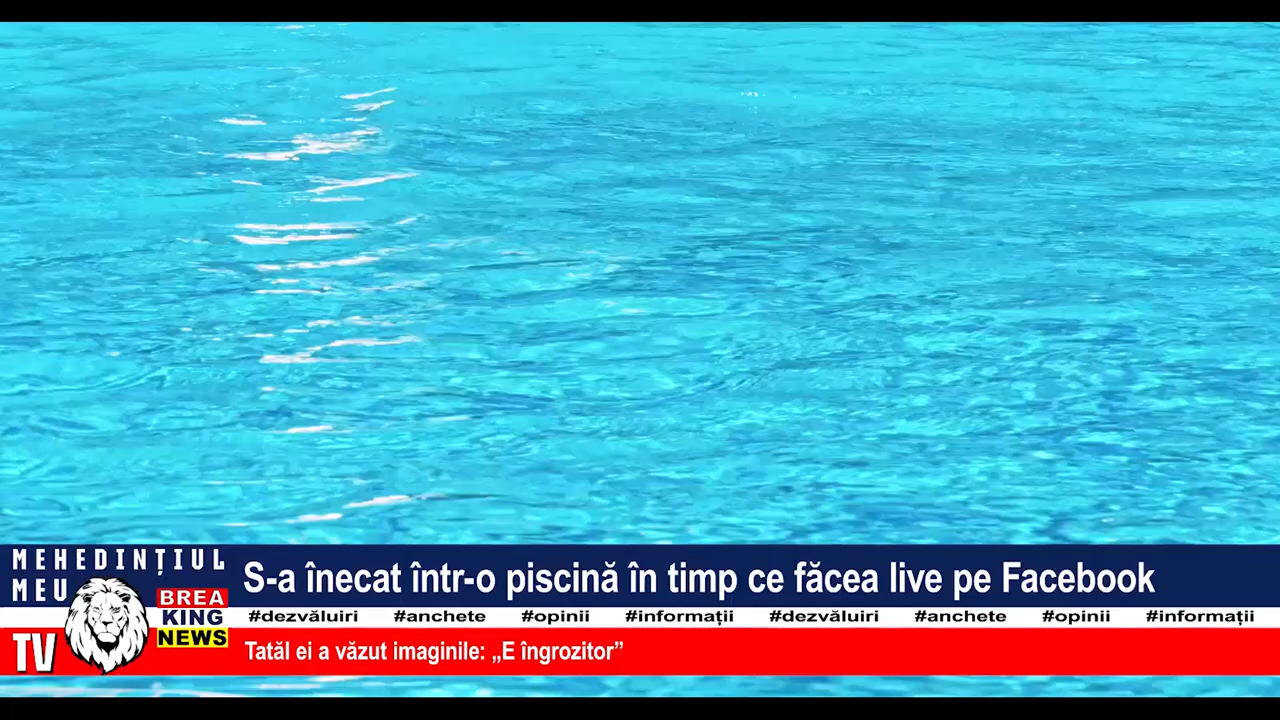 MEHEDINȚIUL
MEU
TV
BREA
KING
NEWS
S-a înecat într-o piscină în timp ce făcea live pe Facebook
#dezvăluiri #anchete #opinii #informații #dezvăluiri #anchete #opinii #informații
Tatăl ei a văzut imaginile: „E îngrozitor”